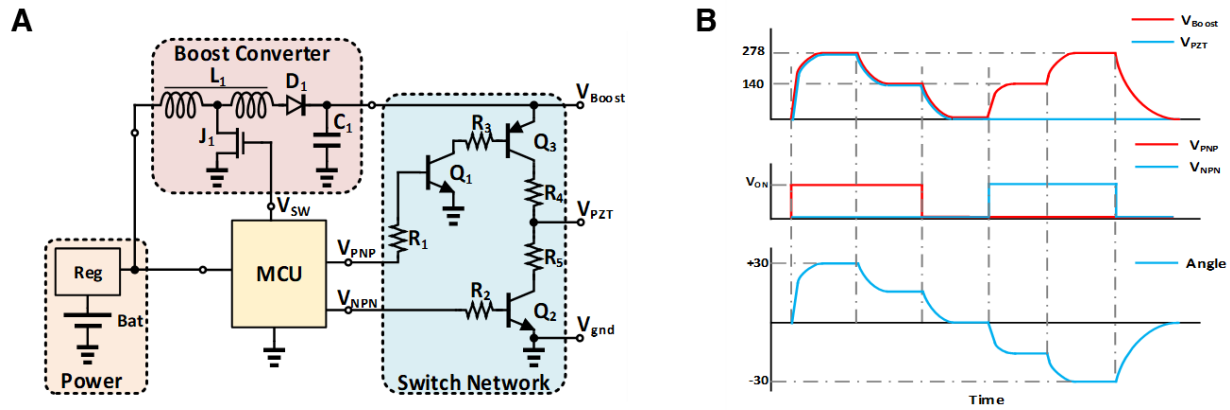 A
Boost Converter
L1
D1
J1
C1
VSW
Reg
Bat
Power
MCU
VPNP
VNPN
R1
R2
R3
Q1
Q3
R4
R5
Q2
Switch Network
VBoost
VPZT
Vgnd
B
VBoost
VPZT
278
140
VPNP
VNPN
VON
Angle
+30
-30
Time